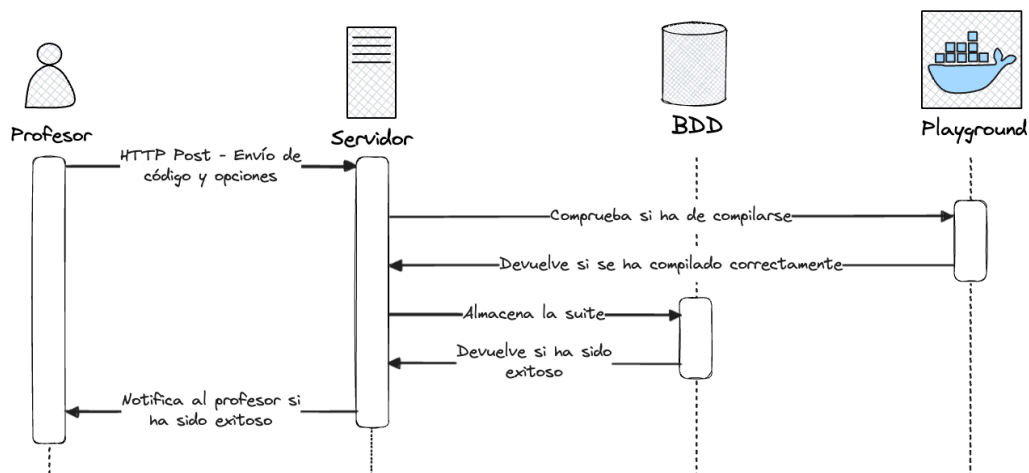 Profesor
Servidor
BDD
Playground
HTTP Post - Envío de
código y opciones
Comprueba si ha de compilarse
Devuelve si se ha compilado correctamente
Almacena la suite
Devuelve si ha sido
exitoso
Notifica al profesor si
ha sido exitoso